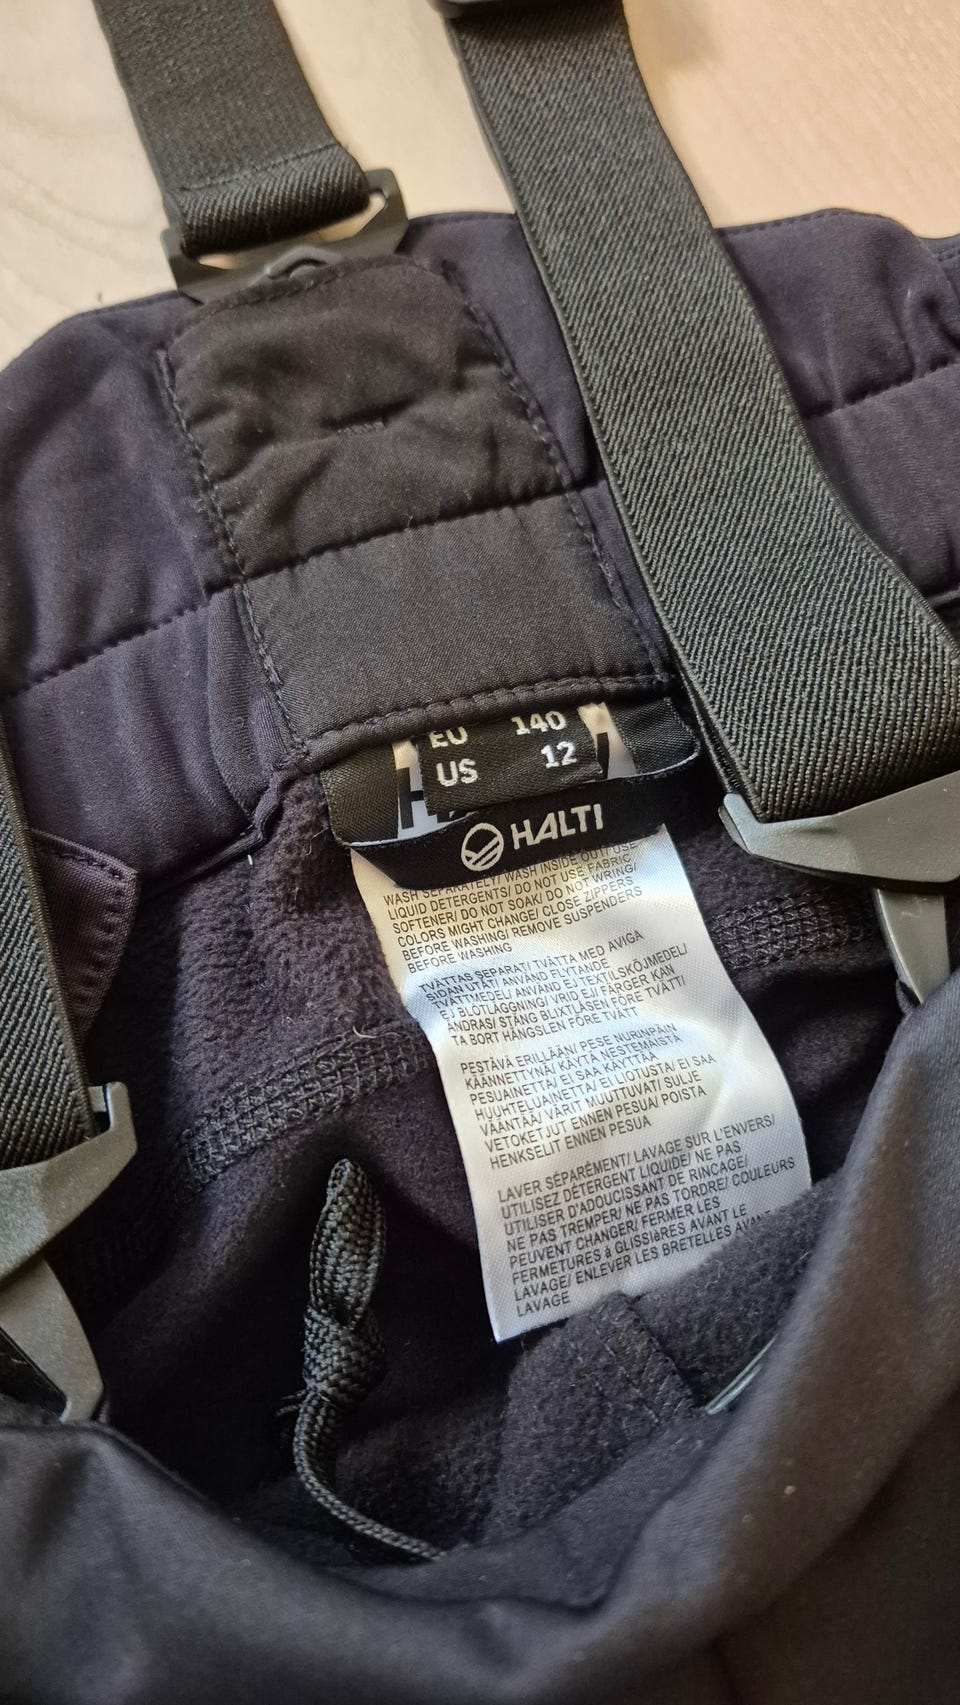 EU 140
US 12
HALTI
WASH SEPARATELY/ WASH INSIDE OUT/ USE
LIQUID DETERGENTS/ DO NOT USE FABRIC
SOFTENER/ DO NOT SOAK/ DO NOT WRING/
COLORS MIGHT CHANGE/ CLOSE ZIPPERS
BEFORE WASHING/ REMOVE SUSPENDERS
BEFORE WASHING
TVÄTTAS SEPARAT/ TVÄTTA MED AVIGA
SIDAN UTÅT/ ANVÄND FLYTANDE
TVÄTTMEDEL/ ANVÄND EJ TEXTILSKÖJMEDEL/
EJ BLÖTLÄGGNING/ VRID EJ/ FÄRGER KAN
ÄNDRAS/ STÄNG BLIXTLÅSEN FÖRE TVÄTT/
TA BORT HÄNGSLEN FÖRE TVÄTT
PESTÄVÄ ERILLÄÄN/ PESE NURINPÄIN
KÄÄNNETTYNÄ/ KÄYTÄ NESTEMÄISTÄ
PESUAINETTA/ EI SAA KÄYTTÄÄ
HUUHTELUAINETTA/ EI LIOTUSTA/ EI SAA
VÄÄNTÄÄ/ VÄRIT MUUTTUVAT/ SULJE
VETOKETJUT ENNEN PESUA/ POISTA
HENKSELIT ENNEN PESUA
LAVER SÉPARÉMENT/ LAVAGE SUR L'ENVERS/
UTILISEZ DÉTERGENT LIQUIDE/ NE PAS
UTILISER D'ADOUCISSANT DE RINCAGE/
NE PAS TREMPER/ NE PAS TORDRE/ COULEURS
PEUVENT CHANGER/ FERMER LES
FERMETURES à GLISSIèRES AVANT LE
LAVAGE/ ENLEVER LES BRETELLES AVANT
LAVAGE